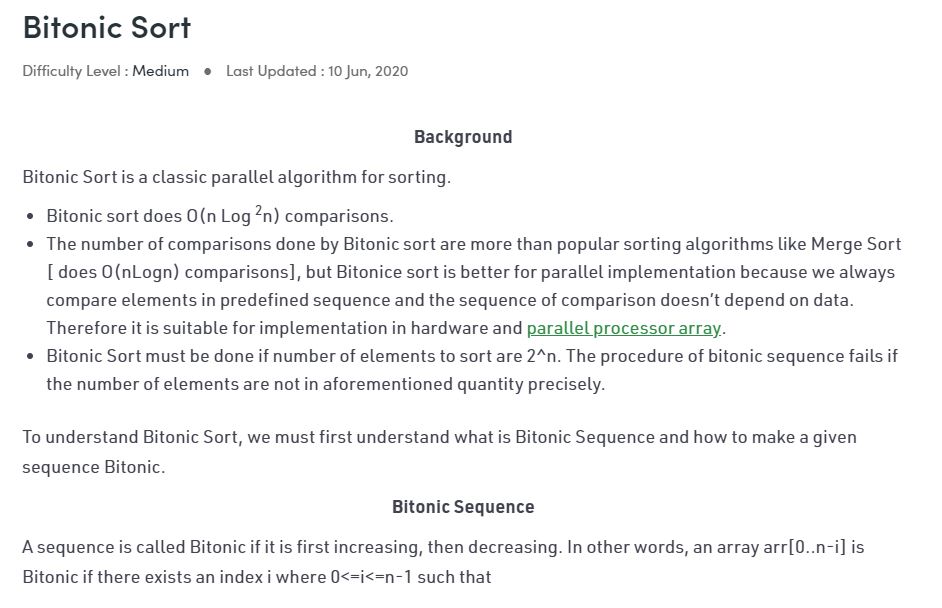 Bitonic Sort
Difficulty Level : Medium ● Last Updated : 10 Jun, 2020
Background
Bitonic Sort is a classic parallel algorithm for sorting.
• Bitonic sort does O(n Log ²n) comparisons.
• The number of comparisons done by Bitonic sort are more than popular sorting algorithms like Merge Sort
[ does O(nLogn) comparisons], but Bitonice sort is better for parallel implementation because we always
compare elements in predefined sequence and the sequence of comparison doesn’t depend on data.
Therefore it is suitable for implementation in hardware and parallel processor array.
• Bitonic Sort must be done if number of elements to sort are 2^n. The procedure of bitonic sequence fails if
the number of elements are not in aforementioned quantity precisely.
To understand Bitonic Sort, we must first understand what is Bitonic Sequence and how to make a given
sequence Bitonic.
Bitonic Sequence
A sequence is called Bitonic if it is first increasing, then decreasing. In other words, an array arr[0..n-i] is
Bitonic if there exists an index i where 0<=i<=n-1 such that